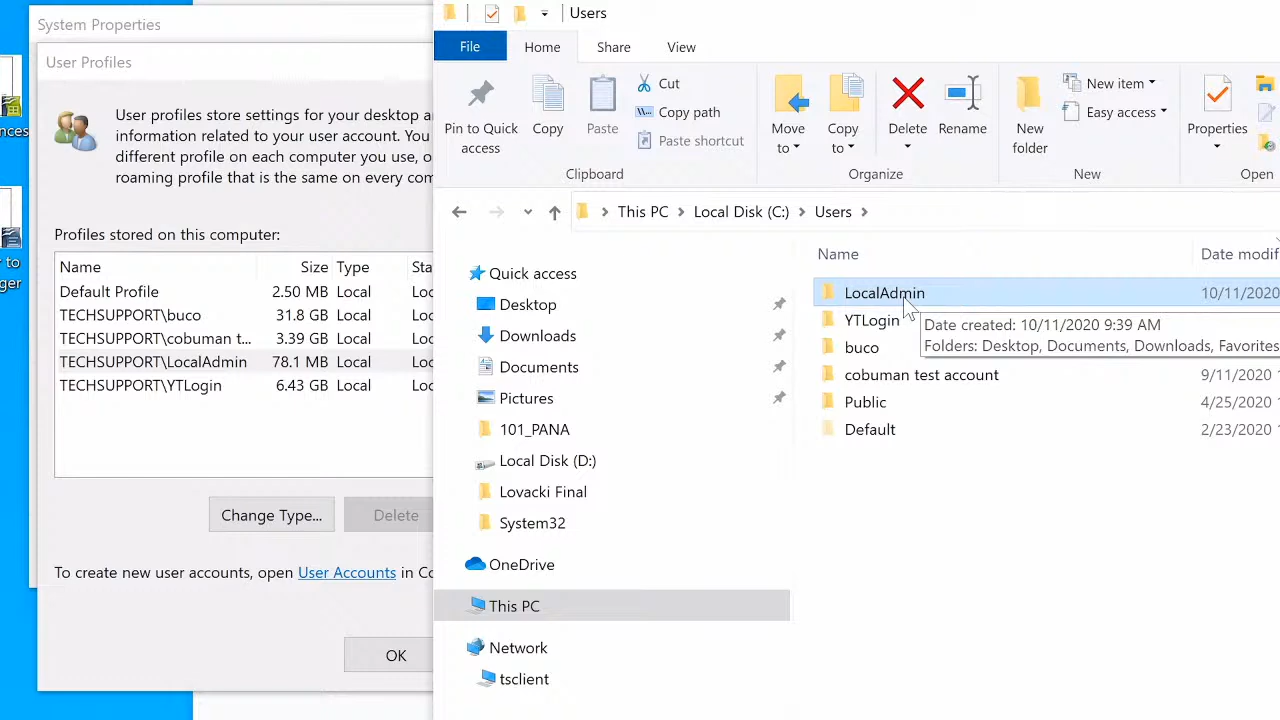 System Properties
User Profiles
User profiles store settings for your desktop a
information related to your user account. You
different profile on each computer you use, o
roaming profile that is the same on every com
Profiles stored on this computer:
Name Size Type Sta
Default Profile 2.50 MB Local Loc
TECHSUPPORT\buco 31.8 GB Local Loc
TECHSUPPORT\cobuman t... 3.39 GB Local Loc
TECHSUPPORT\LocalAdmin 78.1 MB Local Loc
TECHSUPPORT\YTLogin 6.43 GB Local Loc
Change Type... Delete
To create new user accounts, open User Accounts in Co
OK
nces
r to
ger
Users
File Home Share View
Pin to Quick
access
Copy
Paste
Cut
Copy path
Paste shortcut
Clipboard
Move
to
Copy
to
Delete
Rename
Organize
New
folder
New item
Easy access
New
Properties
Open
This PC Local Disk (C:) Users
Quick access
Desktop
Downloads
Documents
Pictures
101_PANA
Local Disk (D:)
Lovacki Final
System32
OneDrive
This PC
Network
tsclient
Name Date modif
LocalAdmin 10/11/2020
YTLogin
buco
cobuman test account 9/11/2020 1
Public 4/25/2020 1
Default 2/23/2020 1
Date created: 10/11/2020 9:39 AM
Folders: Desktop, Documents, Downloads, Favorites